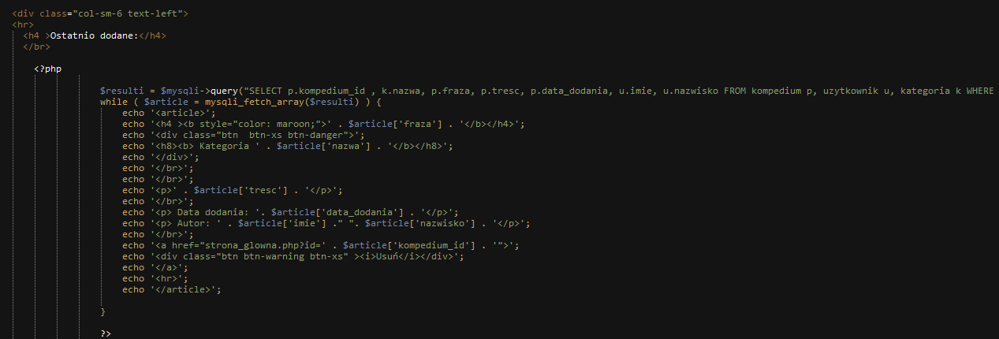 <div class="col-sm-6 text-left">
<hr>
<h4 >Ostatnio dodane:</h4>
</br>
<?php
$resulti = $mysqli->query("SELECT p.kompedium_id , k.nazwa, p.fraza, p.tresc, p.data_dodania, u.imie, u.nazwisko FROM kompedium p, uzytkownik u, kategoria k WHERE
while ( $article = mysqli_fetch_array($resulti) ) {
echo '<article>';
echo '<h4 ><b style="color: maroon;">' . $article['fraza'] . '</b></h4>';
echo '<div class="btn  btn-xs btn-danger">';
echo '<h8><b> Kategoria ' . $article['nazwa'] . '</b></h8>';
echo '</div>';
echo '</br>';
echo '</br>';
echo '<p>' . $article['tresc'] . '</p>';
echo '</br>';
echo '<p> Data dodania: '. $article['data_dodania'] . '</p>';
echo '<p> Autor: ' . $article['imie'] ." ". $article['nazwisko'] . '</p>';
echo '</br>';
echo '<a href="strona_glowna.php?id=' . $article['kompedium_id'] . '">';
echo '<div class="btn btn-warning btn-xs" ><i>Usuń</i></div>';
echo '</a>';
echo '<hr>';
echo '</article>';
}
?>